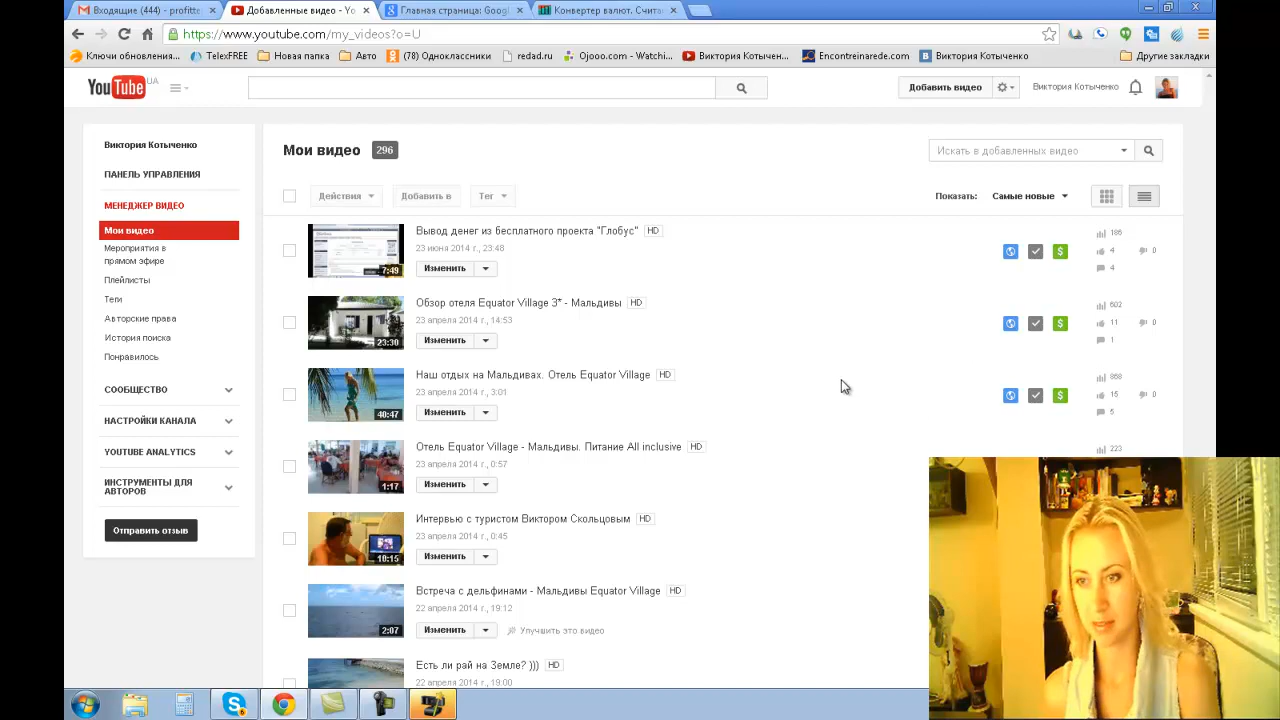 Входящие (444) - profitte
Добавленные видео - Yo
Главная страница: Googl
Конвертер валют. Счита
https://www.youtube.com/my_videos?o=U
Ключи обновления...
TelexFREE
Новая папка
Авто
(78) Одноклассники
redad.ru
Ojooo.com - Watchi...
Виктория Котычен...
Encontreinarede.com
Виктория Котыченко
Другие закладки
YouTube UA
Добавить видео
Виктория Котыченко
Виктория Котыченко
ПАНЕЛЬ УПРАВЛЕНИЯ
МЕНЕДЖЕР ВИДЕО
Мои видео
Мероприятия в
прямом эфире
Плейлисты
Теги
Авторские права
История поиска
Понравилось
СООБЩЕСТВО
НАСТРОЙКИ КАНАЛА
YOUTUBE ANALYTICS
ИНСТРУМЕНТЫ ДЛЯ
АВТОРОВ
Отправить отзыв
Мои видео 296
Искать в добавленных видео
Действия
Добавить в
Тег
Показать:
Самые новые
Вывод денег из бесплатного проекта "Глобус" HD
23 июня 2014 г., 23:48
7:49
Изменить
186
4 0
4
Обзор отеля Equator Village 3* - Мальдивы HD
23 апреля 2014 г., 14:53
23:30
Изменить
602
11 0
1
Наш отдых на Мальдивах. Отель Equator Village HD
23 апреля 2014 г., 3:01
40:47
Изменить
868
15 0
5
Отель Equator Village - Мальдивы. Питание All inclusive HD
23 апреля 2014 г., 0:57
1:17
Изменить
223
Интервью с туристом Виктором Скольцовым HD
23 апреля 2014 г., 0:45
10:15
Изменить
Встреча с дельфинами - Мальдивы Equator Village HD
22 апреля 2014 г., 19:12
2:07
Изменить
Улучшить это видео
Есть ли рай на Земле? ))) HD
22 апреля 2014 г., 19:00